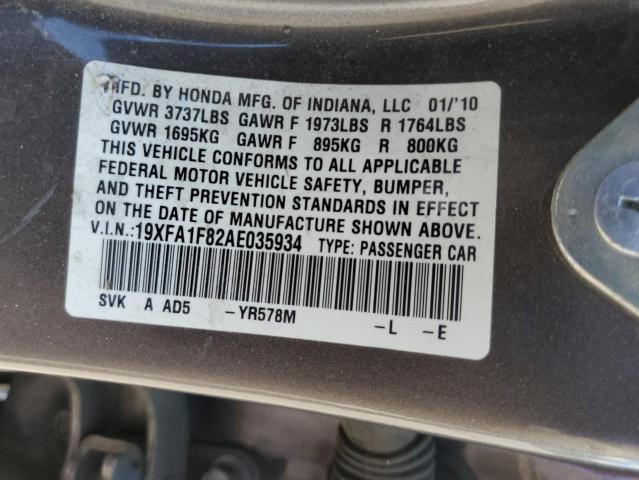 MFD. BY HONDA MFG. OF INDIANA, LLC 01/'10
GVWR 3737LBS GAWR F 1973LBS R 1764LBS
GVWR 1695KG GAWR F 895KG R 800KG
THIS VEHICLE CONFORMS TO ALL APPLICABLE
FEDERAL MOTOR VEHICLE SAFETY, BUMPER,
AND THEFT PREVENTION STANDARDS IN EFFECT
ON THE DATE OF MANUFACTURE SHOWN ABOVE.
V.I.N.:19XFA1F82AE035934 TYPE: PASSENGER CAR
SVK A AD5 -YR578M -L -E